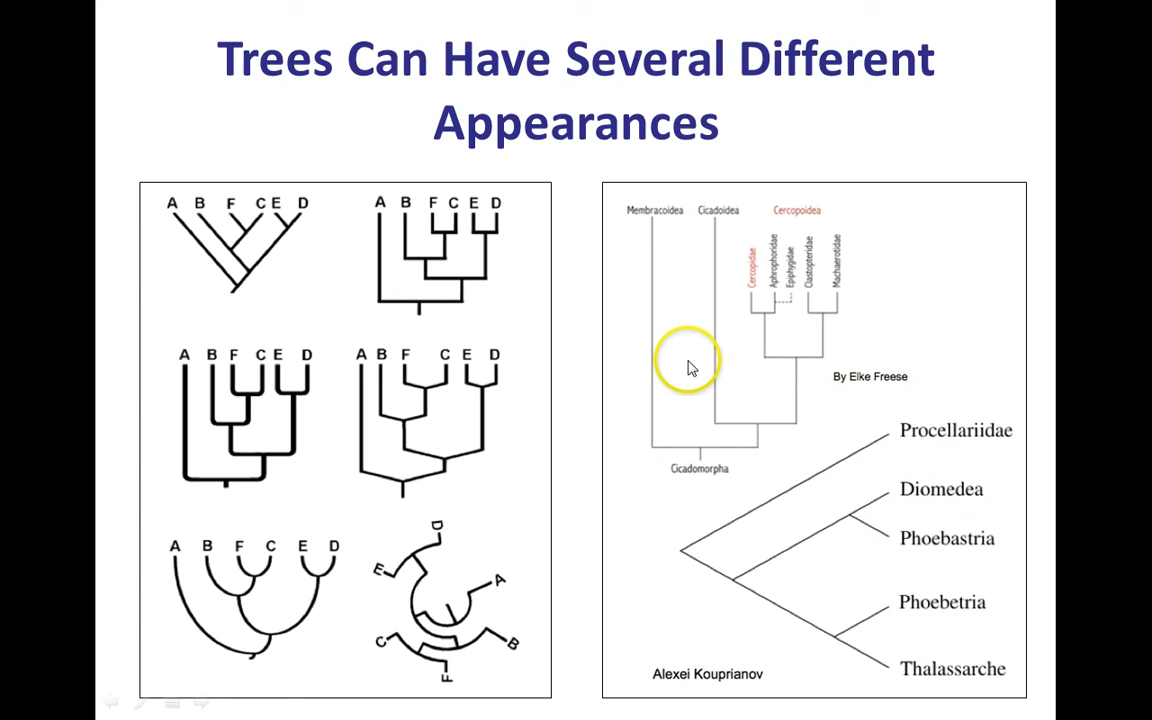 Trees Can Have Several Different
Appearances
A B F C E D
A B F C E D
A B F C E D
A B F C E D
A B F C E D
D
E
A
C
B
F
Membracoidea Cicadoidea Cercopoidea
Cercopidae
Aphrophoridae
Epipygidae
Clastopteridae
Machaerotidae
By Elke Freese
Cicadomorpha
Procellariidae
Diomedea
Phoebastria
Phoebetria
Thalassarche
Alexei Kouprianov